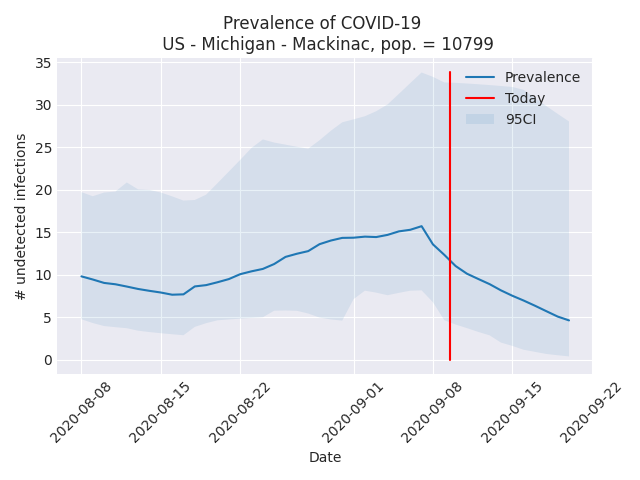 Prevalence of COVID-19
US - Michigan - Mackinac, pop. = 10799
35
30
25
20
15
10
5
0
# undetected infections
Prevalence
Today
95CI
2020-08-08
2020-08-15
2020-08-22
2020-09-01
2020-09-08
2020-09-15
2020-09-22
Date